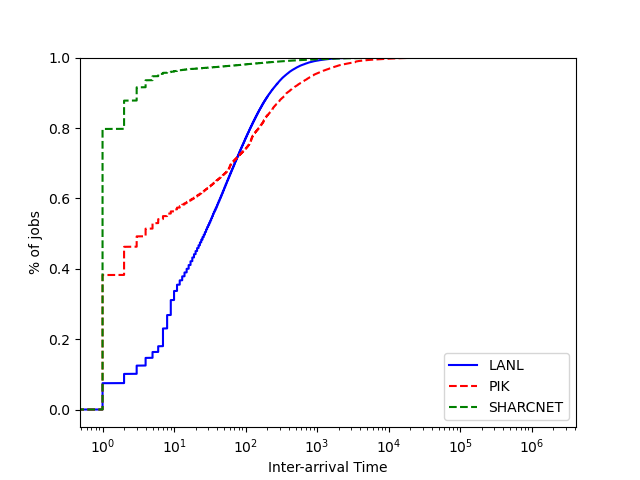 1.0
0.8
0.6
0.4
0.2
0.0
% of jobs
10⁰ 10¹ 10² 10³ 10⁴ 10⁵ 10⁶
Inter-arrival Time
LANL
PIK
SHARCNET